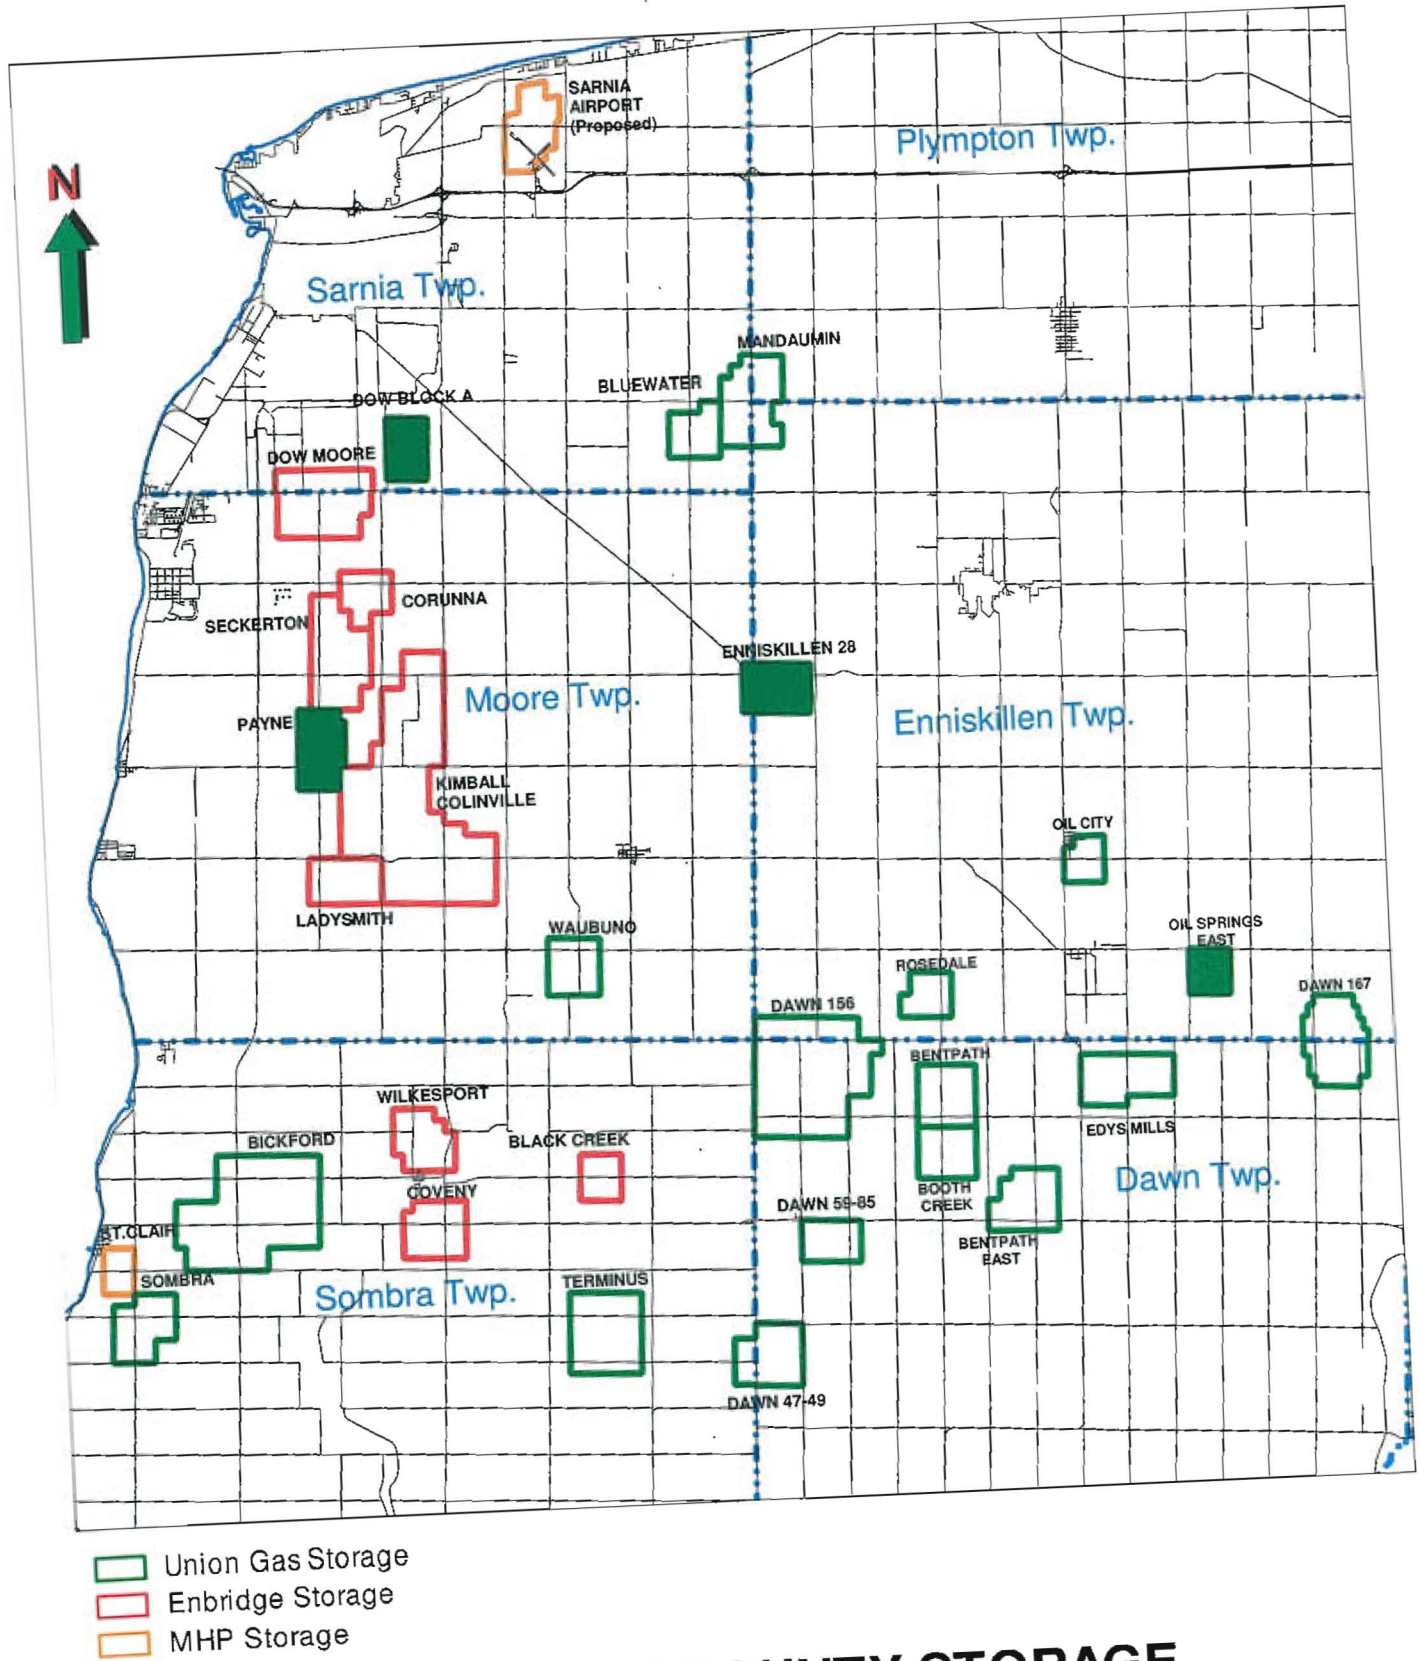 SARNIA
AIRPORT
(Proposed)
Plympton Twp.
N
Sarnia Twp.
MANDAUMIN
BLUEWATER
DOW BLOCK A
DOW MOORE
CORUNNA
SECKERTON
ENNISKILLEN 28
Moore Twp.
Enniskillen Twp.
PAYNE
KIMBALL
COLINVILLE
OIL CITY
LADYSMITH
WAUBUNO
OIL SPRINGS
EAST
ROSEDALE
DAWN 167
DAWN 156
BENTPATH
WILKESPORT
BICKFORD
BLACK CREEK
EDYS MILLS
Dawn Twp.
COVENY
BOOTH
CREEK
DAWN 59-85
ST.CLAIR
BENTPATH
EAST
SOMBRA
Sombra Twp.
TERMINUS
DAWN 47-49
Union Gas Storage
Enbridge Storage
MHP Storage
STORAGE